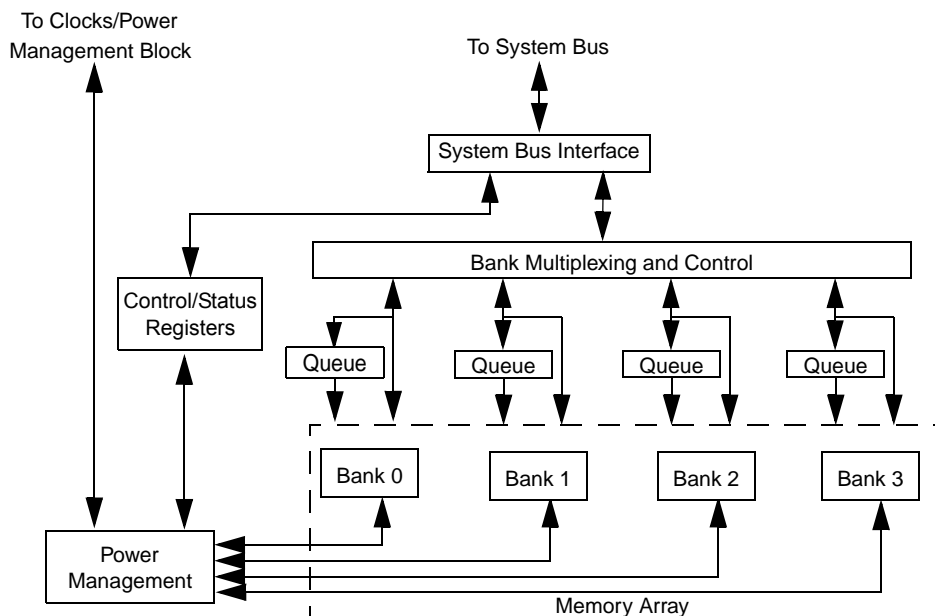 To Clocks/Power
Management Block
To System Bus
System Bus Interface
Bank Multiplexing and Control
Control/Status
Registers
Queue
Queue
Queue
Queue
Bank 0
Bank 1
Bank 2
Bank 3
Power
Management
Memory Array